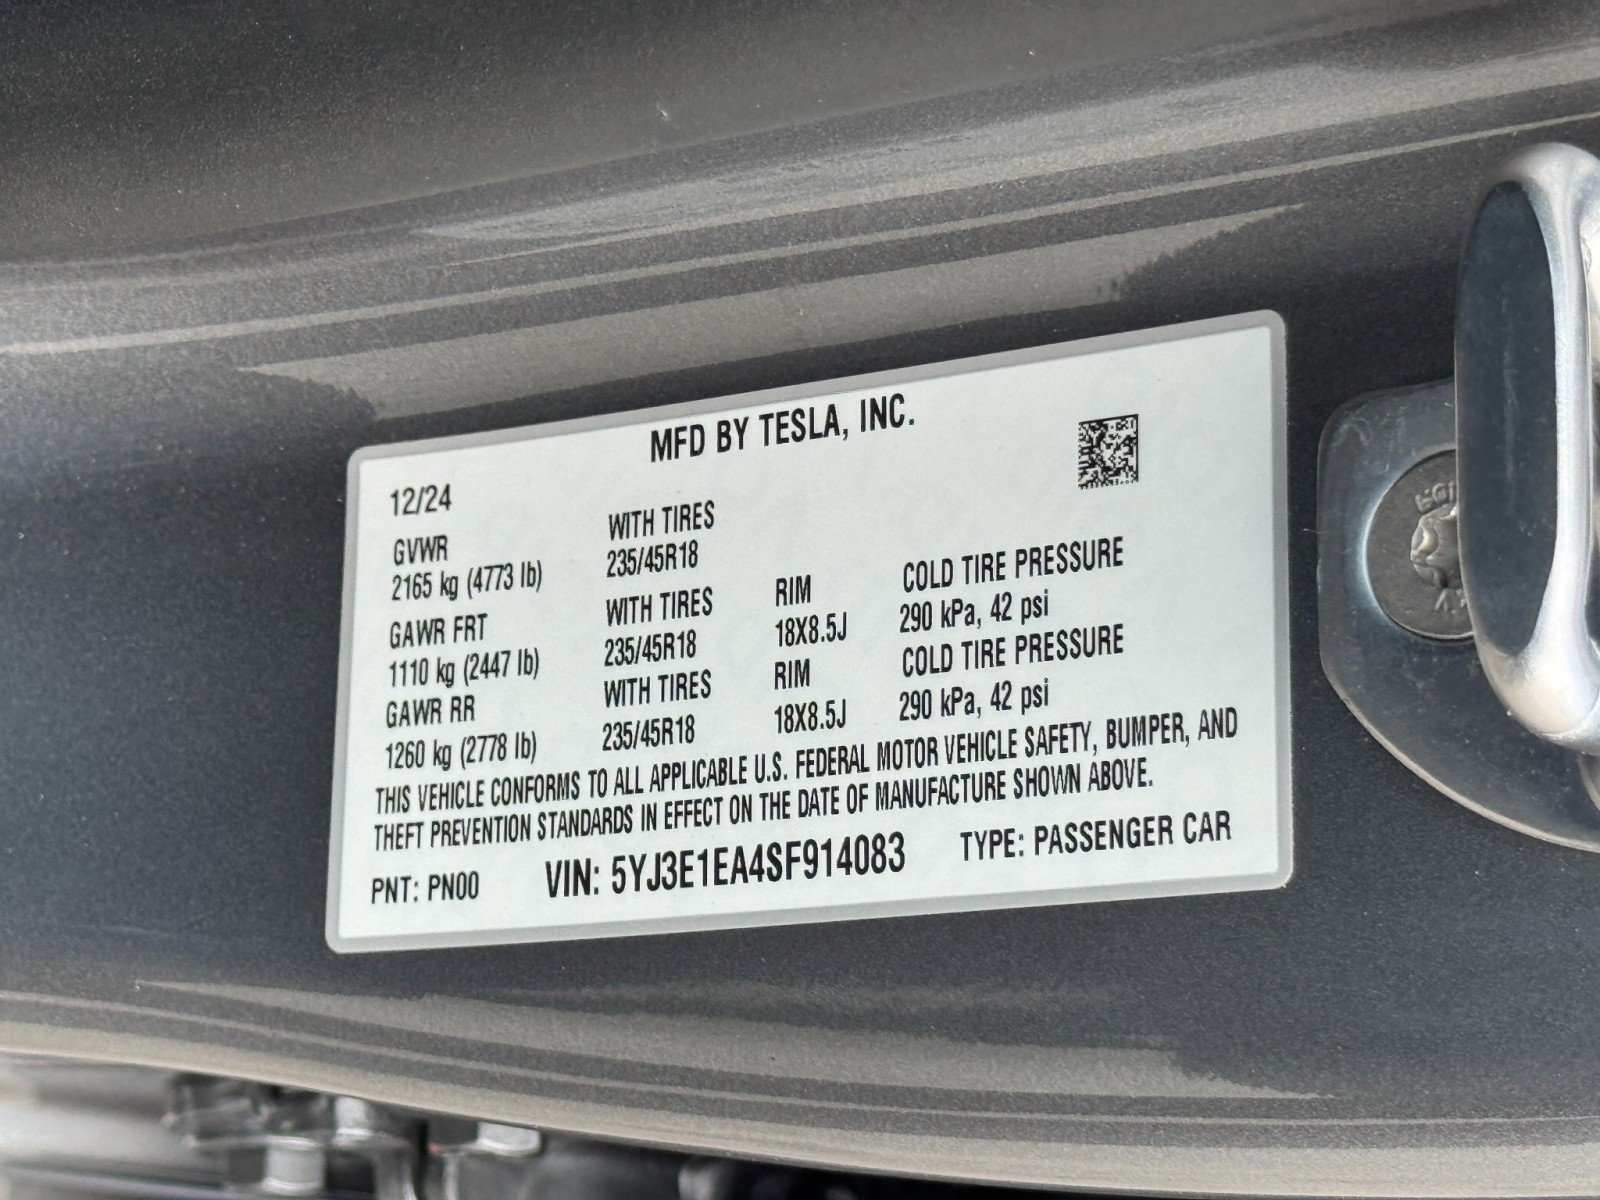 MFD BY TESLA, INC.
12/24
GVWR WITH TIRES
2165 kg (4773 lb) 235/45R18
GAWR FRT WITH TIRES RIM COLD TIRE PRESSURE
1110 kg (2447 lb) 235/45R18 18X8.5J 290 kPa, 42 psi
GAWR RR WITH TIRES RIM COLD TIRE PRESSURE
1260 kg (2778 lb) 235/45R18 18X8.5J 290 kPa, 42 psi
THIS VEHICLE CONFORMS TO ALL APPLICABLE U.S. FEDERAL MOTOR VEHICLE SAFETY, BUMPER, AND
THEFT PREVENTION STANDARDS IN EFFECT ON THE DATE OF MANUFACTURE SHOWN ABOVE.
PNT: PN00 VIN: 5YJ3E1EA4SF914083 TYPE: PASSENGER CAR